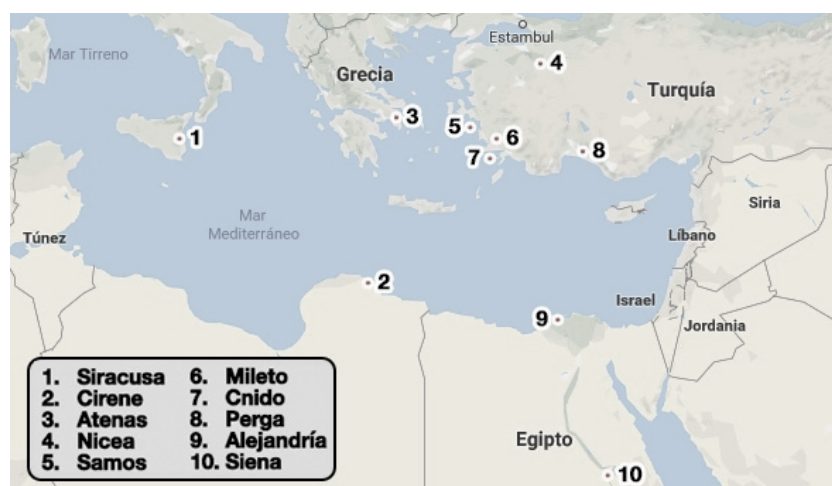 Estambul
Mar Tirreno
4
Grecia
Turquía
3
5
6
1
7
8
Siria
Mar
Mediterráneo
Túnez
Líbano
2
Israel
9
Jordania
1. Siracusa 6. Mileto
2. Cirene 7. Cnido
3. Atenas 8. Perga
4. Nicea 9. Alejandría
5. Samos 10. Siena
Egipto
10